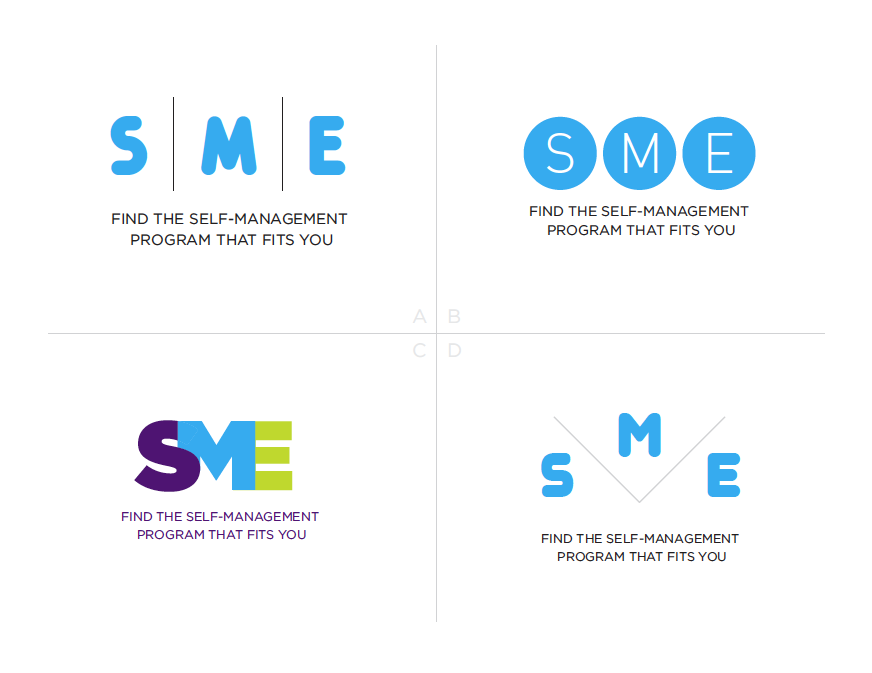 S M E
FIND THE SELF-MANAGEMENT
PROGRAM THAT FITS YOU
S M E
FIND THE SELF-MANAGEMENT
PROGRAM THAT FITS YOU
A B
C D
SME
FIND THE SELF-MANAGEMENT
PROGRAM THAT FITS YOU
S M E
FIND THE SELF-MANAGEMENT
PROGRAM THAT FITS YOU